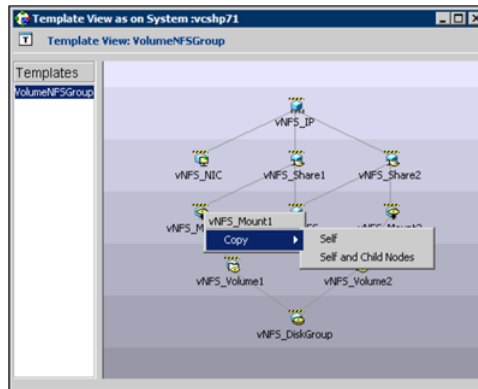 Template View as on System :vcshp71
T Template View: VolumeNFSGroup
Templates
VolumeNFSGroup
vNFS_IP
vNFS_NIC vNFS_Share1 vNFS_Share2
vNFS_Mount1
Copy
Self
Self and Child Nodes
vNFS_Volume1 vNFS_Volume2
vNFS_DiskGroup